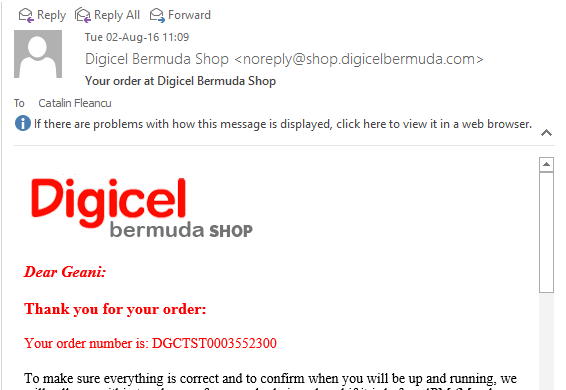 Reply Reply All Forward
Tue 02-Aug-16 11:09
Digicel Bermuda Shop <noreply@shop.digicelbermuda.com>
Your order at Digicel Bermuda Shop
To Catalin Fleancu
If there are problems with how this message is displayed, click here to view it in a web browser.
Digicel
bermuda SHOP
Dear Geani:
Thank you for your order:
Your order number is: DGCTST0003552300
To make sure everything is correct and to confirm when you will be up and running, we